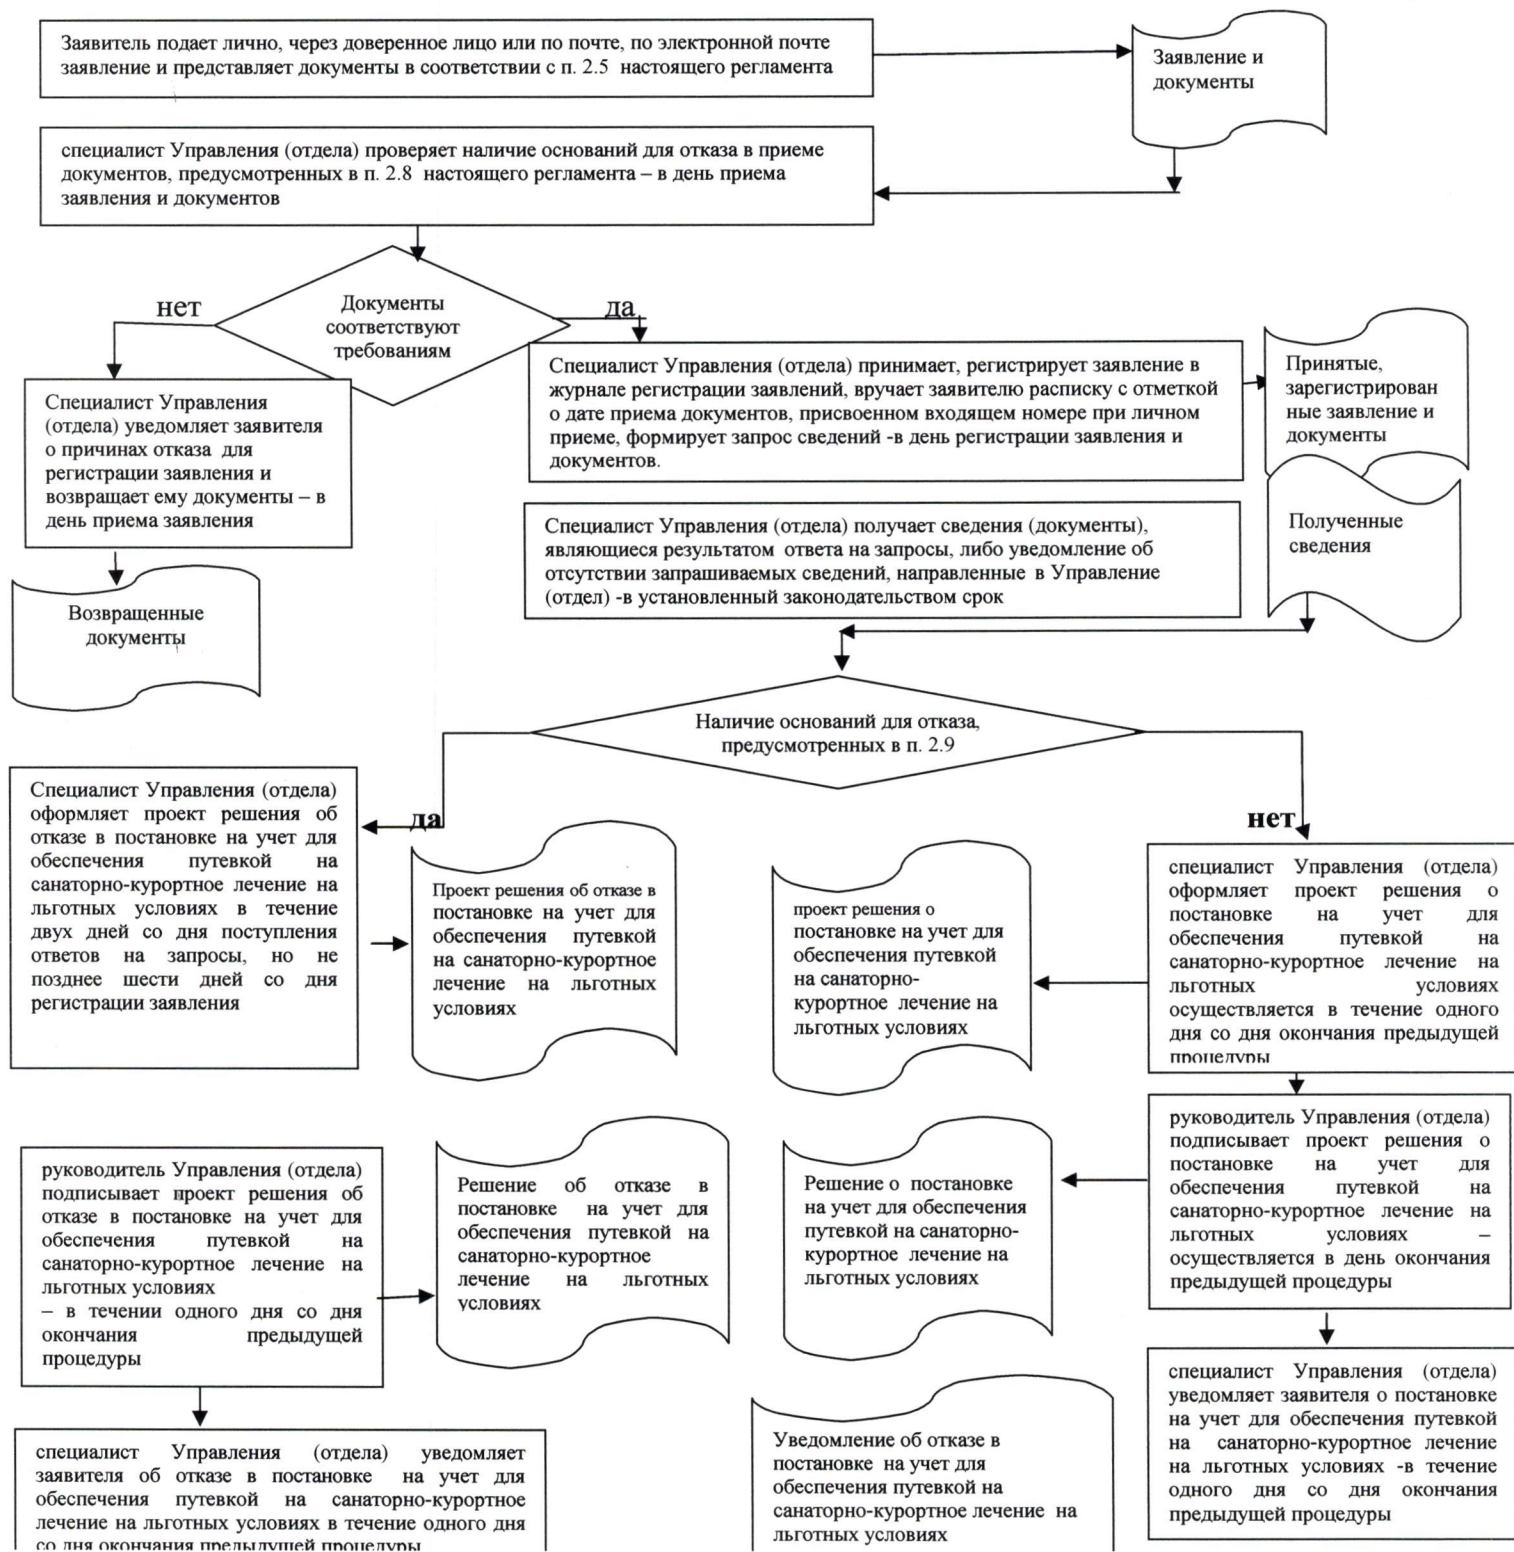 Заявитель подает лично, через доверенное лицо или по почте, по электронной почте
заявление и представляет документы в соответствии с п. 2.5 настоящего регламента
Заявление и
документы
специалист Управления (отдела) проверяет наличие оснований для отказа в приеме
документов, предусмотренных в п. 2.8 настоящего регламента – в день приема
заявления и документов
нет
Документы
соответствуют
требованиям
да
Специалист Управления
(отдела) уведомляет заявителя
о причинах отказа для
регистрации заявления и
возвращает ему документы – в
день приема заявления
Специалист Управления (отдела) принимает, регистрирует заявление в
журнале регистрации заявлений, вручает заявителю расписку с отметкой
о дате приема документов, присвоенном входящем номере при личном
приеме, формирует запрос сведений -в день регистрации заявления и
документов.
Принятые,
зарегистрирован
ные заявление и
документы
Специалист Управления (отдела) получает сведения (документы),
являющиеся результатом ответа на запросы, либо уведомление об
отсутствии запрашиваемых сведений, направленные в Управление
(отдел) -в установленный законодательством срок
Полученные
сведения
Возвращенные
документы
Наличие оснований для отказа,
предусмотренных в п. 2.9
да
нет
Специалист Управления (отдела)
оформляет проект решения об
отказе в постановке на учет для
обеспечения путевкой на
санаторно-курортное лечение на
льготных условиях в течение
двух дней со дня поступления
ответов на запросы, но не
позднее шести дней со дня
регистрации заявления
Проект решения об отказе в
постановке на учет для
обеспечения путевкой
на санаторно-курортное
лечение на льготных
условиях
проект решения о
постановке на учет для
обеспечения путевкой
на санаторно-
курортное лечение на
льготных условиях
специалист Управления (отдела)
оформляет проект решения о
постановке на учет для
обеспечения путевкой на
санаторно-курортное лечение на
льготных условиях
осуществляется в течение одного
дня со дня окончания предыдущей
процедуры
руководитель Управления (отдела)
подписывает проект решения об
отказе в постановке на учет для
обеспечения путевкой на
санаторно-курортное лечение на
льготных условиях
– в течении одного дня со дня
окончания предыдущей
процедуры
Решение об отказе в
постановке на учет для
обеспечения путевкой на
санаторно-курортное
лечение на льготных
условиях
Решение о постановке
на учет для обеспечения
путевкой на санаторно-
курортное лечение на
льготных условиях
руководитель Управления (отдела)
подписывает проект решения о
постановке на учет для
обеспечения путевкой на
санаторно-курортное лечение на
льготных условиях –
осуществляется в день окончания
предыдущей процедуры
специалист Управления (отдела) уведомляет
заявителя об отказе в постановке на учет для
обеспечения путевкой на санаторно-курортное
лечение на льготных условиях в течение одного дня
со дня окончания предыдущей процедуры
Уведомление об отказе в
постановке на учет для
обеспечения путевкой на
санаторно-курортное лечение на
льготных условиях
специалист Управления (отдела)
уведомляет заявителя о постановке
на учет для обеспечения путевкой
на санаторно-курортное лечение
на льготных условиях -в течение
одного дня со дня окончания
предыдущей процедуры